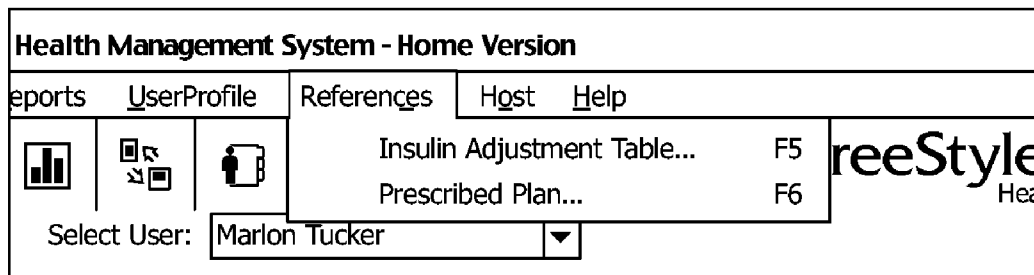 Health Management System - Home Version
eports UserProfile References Host Help
Insulin Adjustment Table... F5
Prescribed Plan... F6
reeStyle
Hea
Select User: Marlon Tucker